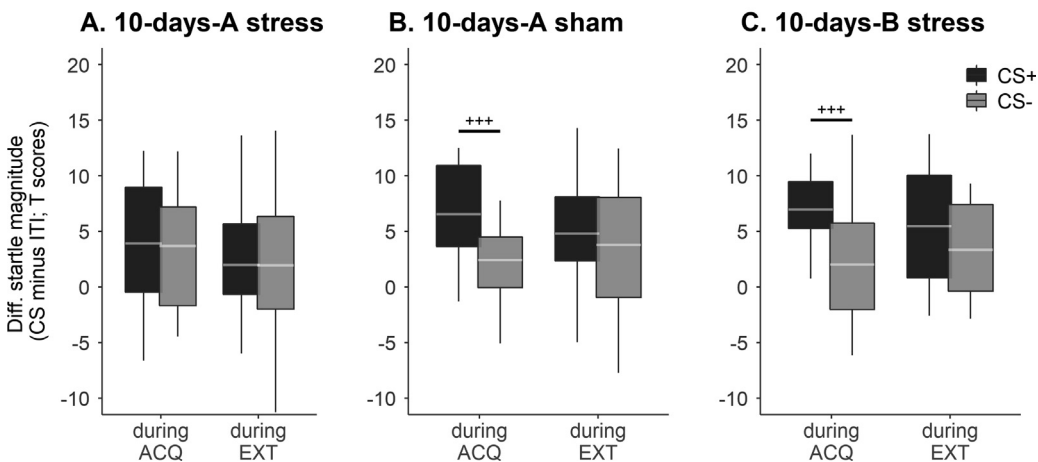 A. 10-days-A stress
B. 10-days-A sham
C. 10-days-B stress
Diff. startle magnitude
(CS minus ITI; T scores)
20
15
10
5
0
-5
-10
during
ACQ
during
EXT
20
15
10
5
0
-5
-10
+++
during
ACQ
during
EXT
20
15
10
5
0
-5
-10
+++
during
ACQ
during
EXT
CS+
CS-